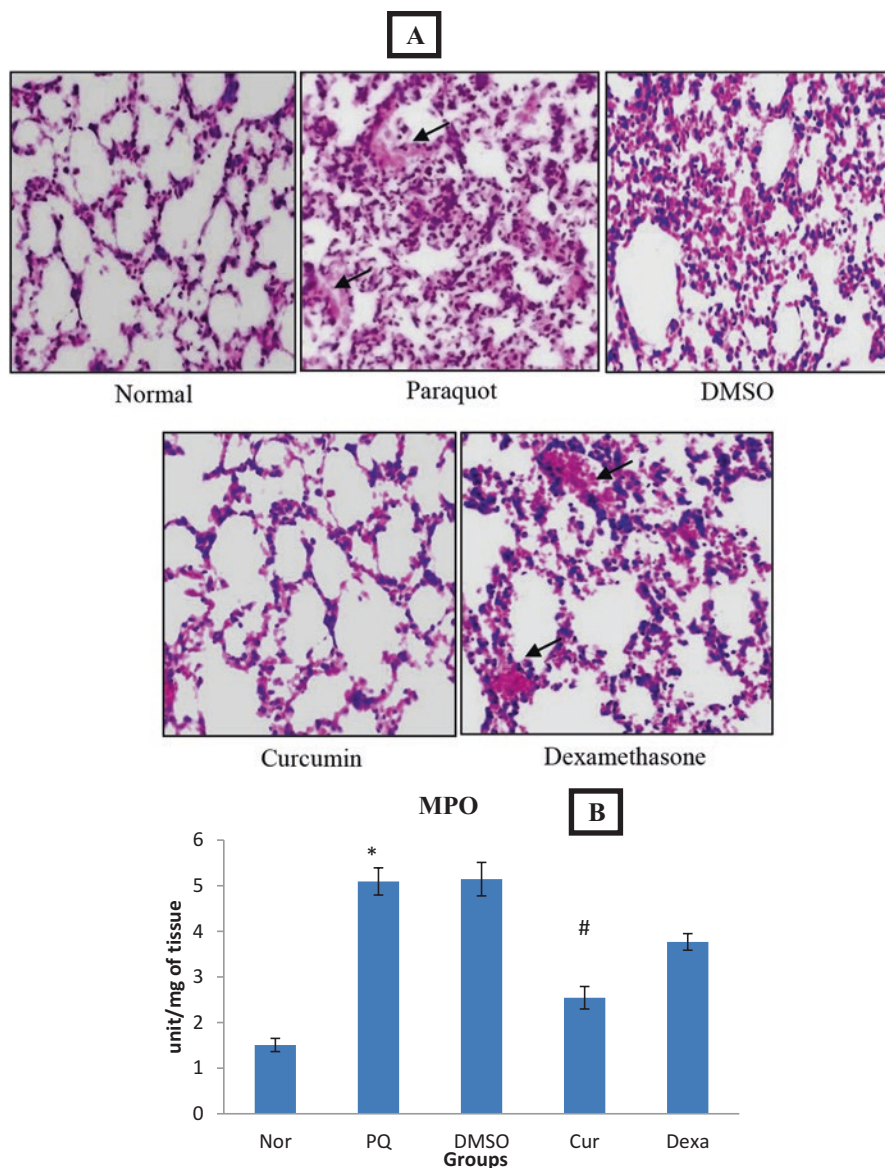 A
Normal
Paraquot
DMSO
Curcumin
Dexamethasone
MPO
B
6
5
4
3
2
1
0
unit/mg of tissue
*
#
Nor PQ DMSO Cur Dexa
Groups